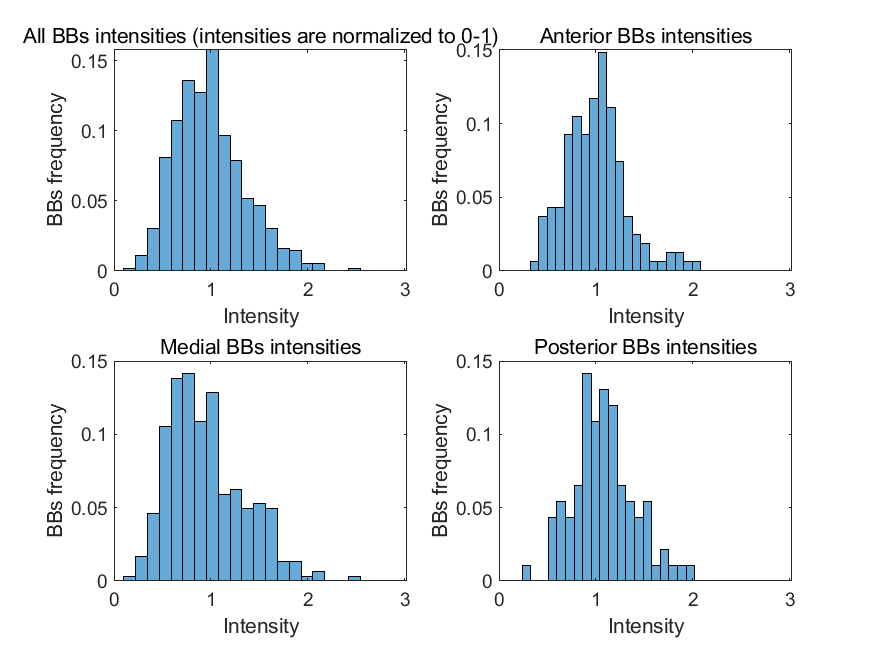 All BBs intensities (intensities are normalized to 0-1)
0.15
0.1
0.05
0
BBs frequency
0 1 2 3
Intensity
Anterior BBs intensities
0.15
0.1
0.05
0
BBs frequency
0 1 2 3
Intensity
Medial BBs intensities
0.15
0.1
0.05
0
BBs frequency
0 1 2 3
Intensity
Posterior BBs intensities
0.15
0.1
0.05
0
BBs frequency
0 1 2 3
Intensity